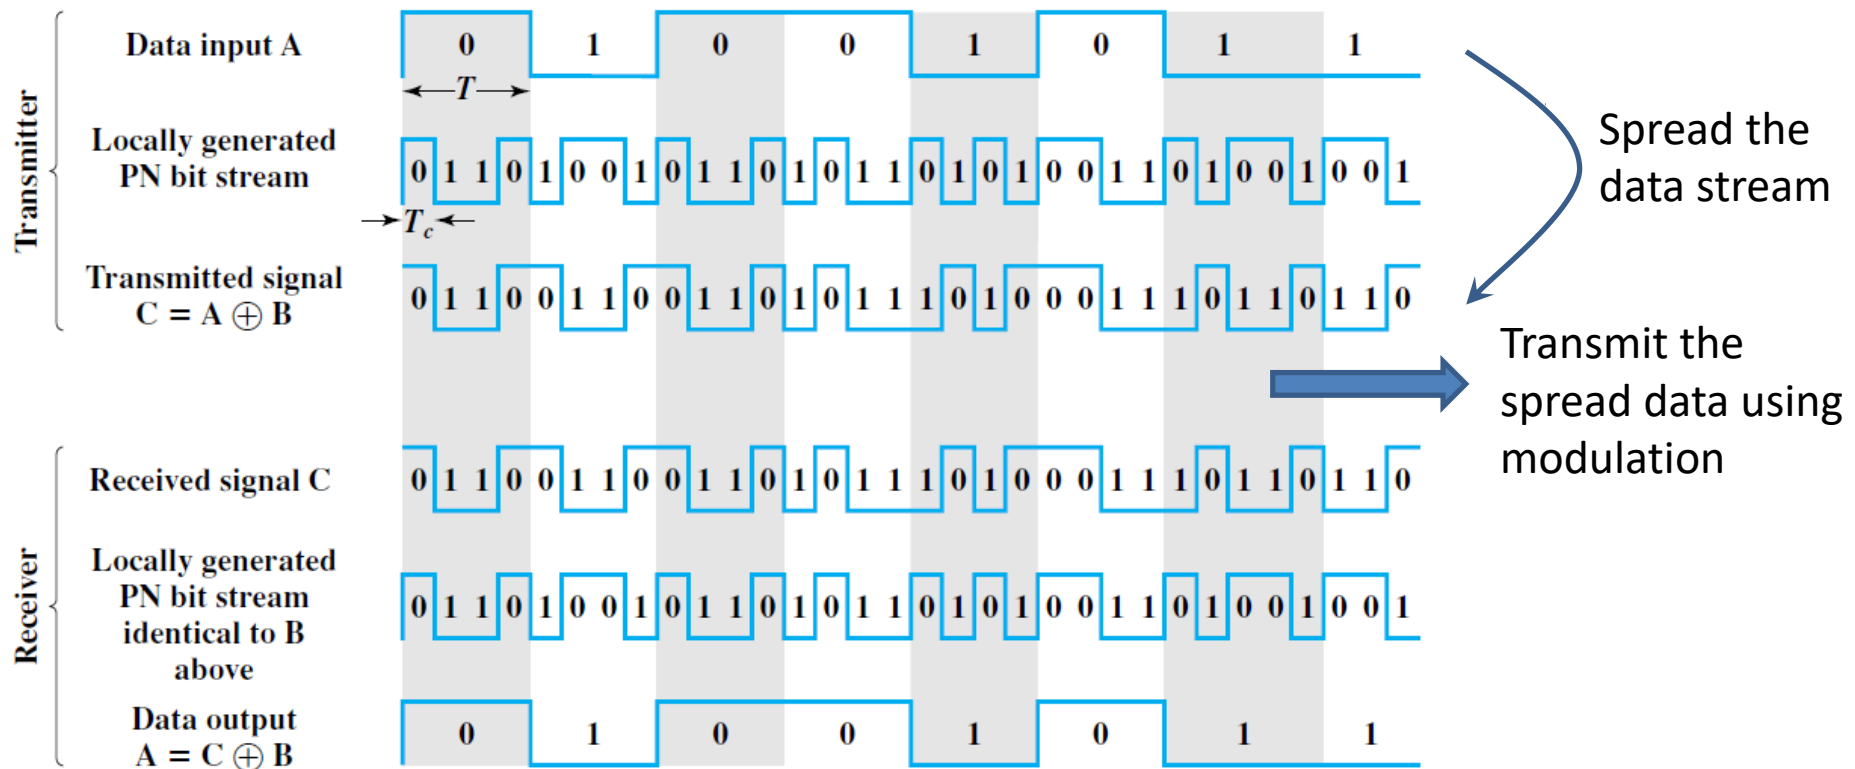 Transmitter
Data input A
0 1 0 0 1 0 1 1
T
Locally generated
PN bit stream
0 1 1 0 1 0 0 1 0 1 1 0 1 0 1 1 0 1 0 1 0 0 1 1 0 1 0 0 1 0 0 1
T c
Transmitted signal
C = A ⊕ B
0 1 1 0 0 1 1 0 0 1 1 0 1 0 1 1 1 0 1 0 0 0 1 1 1 0 1 1 0 1 1 0
Spread the
data stream
Transmit the
spread data using
modulation
Receiver
Received signal C
0 1 1 0 0 1 1 0 0 1 1 0 1 0 1 1 1 0 1 0 0 0 1 1 1 0 1 1 0 1 1 0
Locally generated
PN bit stream
identical to B
above
0 1 1 0 1 0 0 1 0 1 1 0 1 0 1 1 0 1 0 1 0 0 1 1 0 1 0 0 1 0 0 1
Data output
A = C ⊕ B
0 1 0 0 1 0 1 1